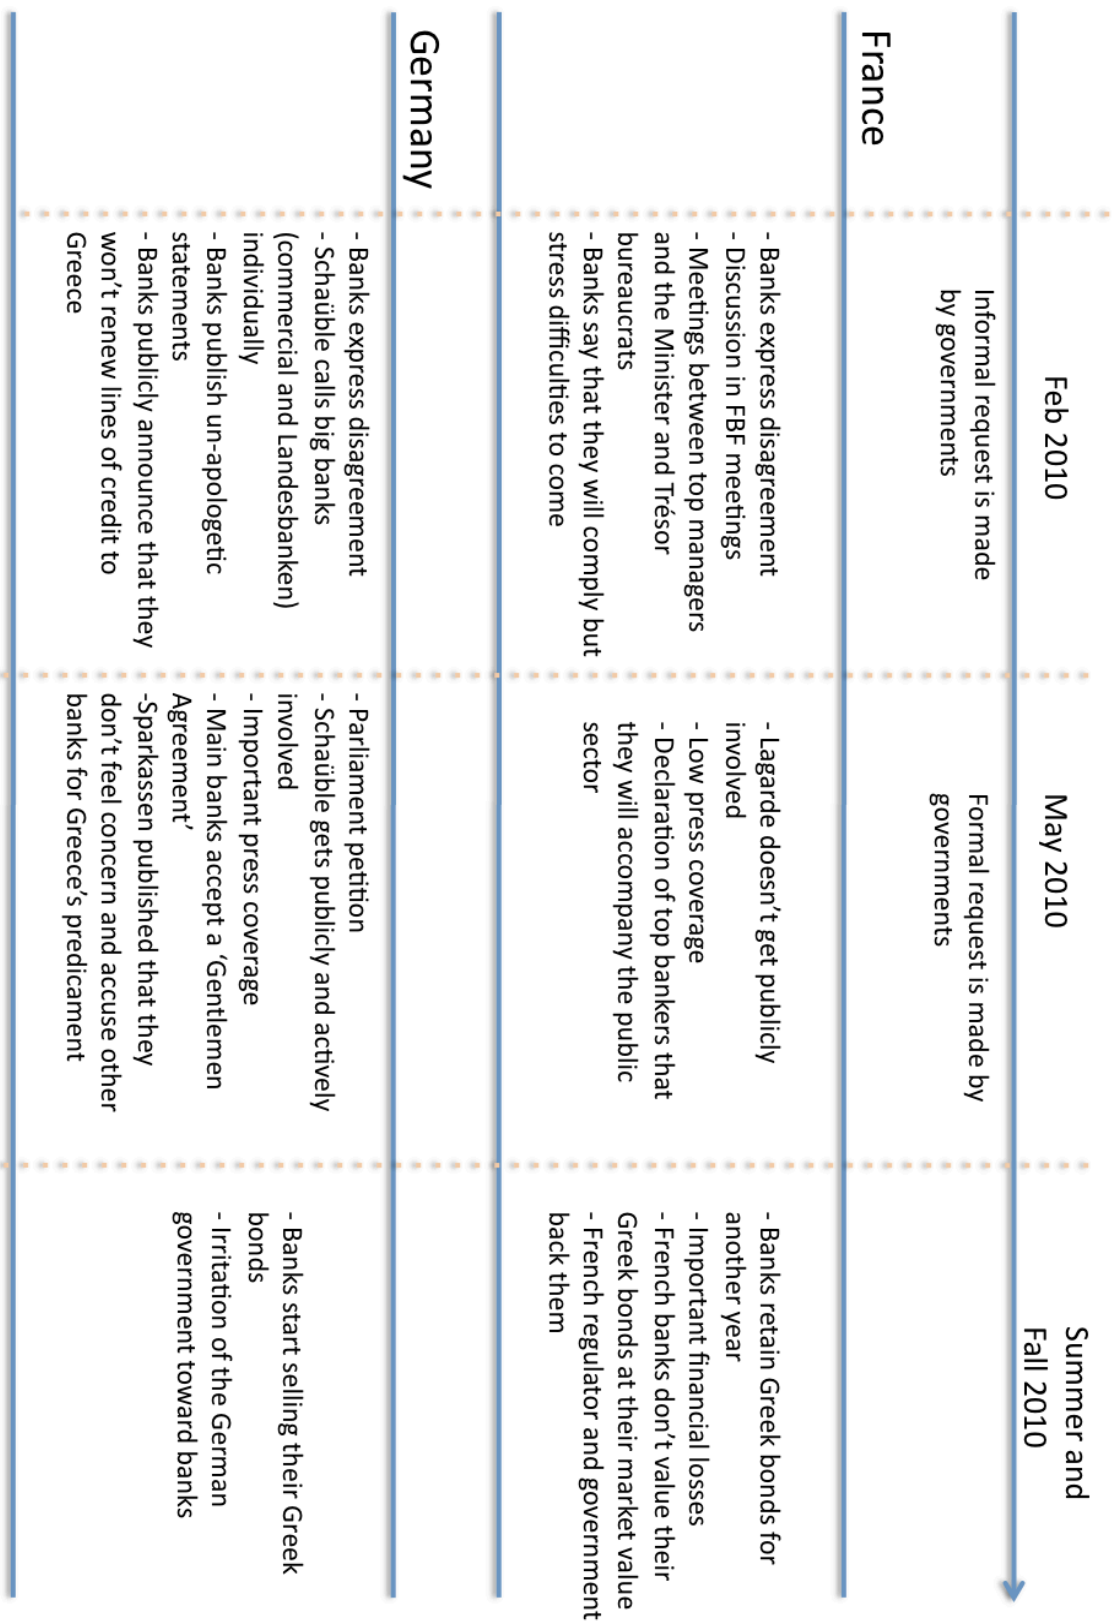 Feb 2010
May 2010
Summer and
Fall 2010
Informal request is made
by governments
Formal request is made by
governments
France
- Banks express disagreement
- Discussion in FBF meetings
- Meetings between top managers
and the Minister and Trésor
bureaucrats
- Banks say that they will comply but
stress difficulties to come
- Lagarde doesn't get publicly
involved
- Low press coverage
- Declaration of top bankers that
they will accompany the public
sector
- Banks retain Greek bonds for
another year
- Important financial losses
- French banks don't value their
Greek bonds at their market value
- French regulator and government
back them
Germany
- Banks express disagreement
- Schaüble calls big banks
(commercial and Landesbanken)
individually
- Banks publish un-apologetic
statements
- Banks publicly announce that they
won't renew lines of credit to
Greece
- Parliament petition
- Schaüble gets publicly and actively
involved
- Important press coverage
- Main banks accept a ‘Gentlemen
Agreement’
-Sparkassen published that they
don't feel concern and accuse other
banks for Greece's predicament
- Banks start selling their Greek
bonds
- Irritation of the German
government toward banks